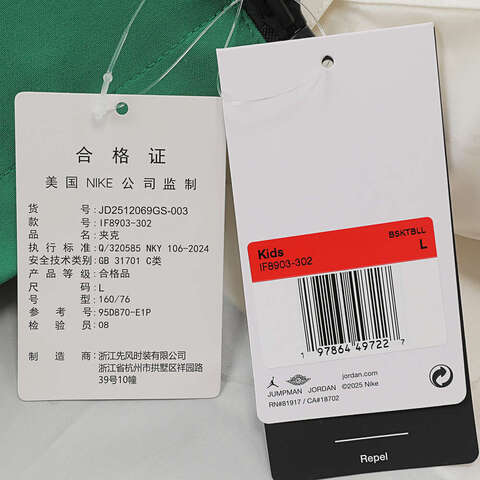 合格证
美国 NIKE 公司监制
货 号:JD2512069GS-003
型 号:IF8903-302
品 名:夹克
执行标准:Q/320585 NKY 106-2024
安全技术类别:GB 31701 C类
产品等级:合格品
尺 码:L
号 型:160/76
参 考 号:95D870-E1P
检 验 员:08
制 造 商:浙江先风时装有限公司
浙江省杭州市拱墅区祥园路
39号10幢
BSKTBLL
Kids L
IF8903-302
1 97864 49722 7
JUMPMAN JORDAN
jordan.com
©2025 Nike
RN#81917 / CA#18702
Repel